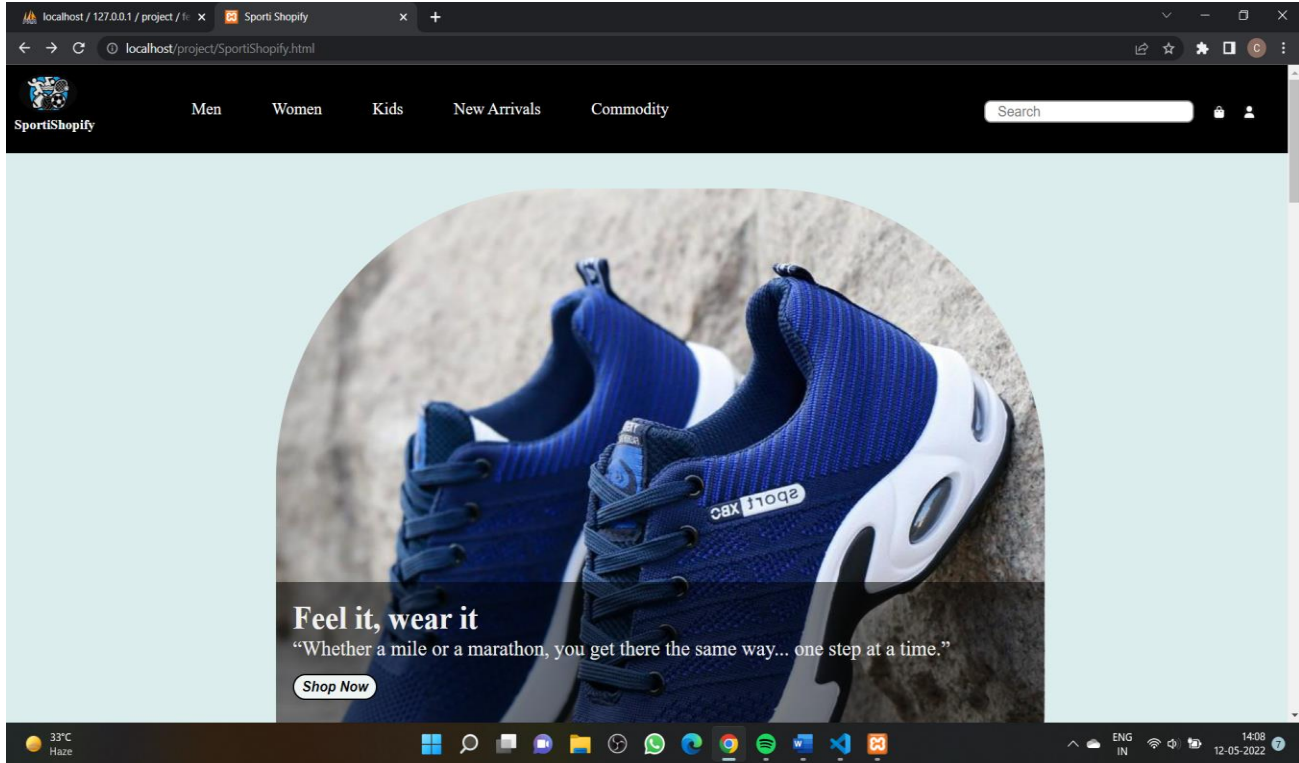 localhost / 127.0.0.1 / project / fe
Sporti Shopify
localhost/project/SportiShopify.html
C
SportiShopify
Men Women Kids New Arrivals Commodity
Search
sport XBC
Feel it, wear it
“Whether a mile or a marathon, you get there the same way... one step at a time.”
Shop Now
33°C
Haze
ENG
IN
14:08
12-05-2022
7